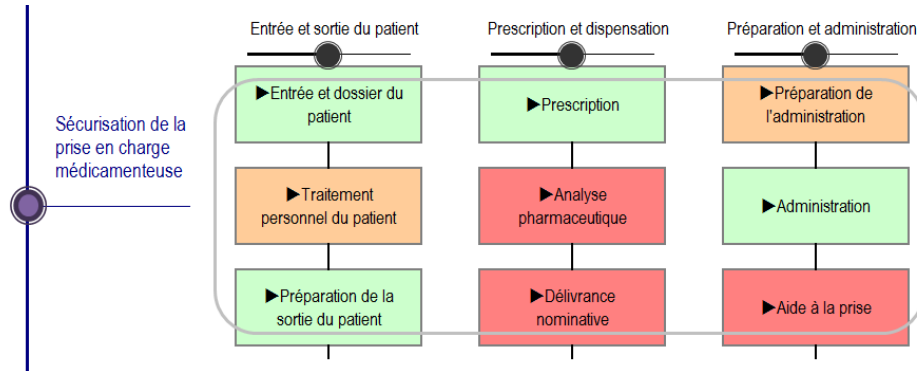 Entrée et sortie du patient
Prescription et dispensation
Préparation et administration
Sécurisation de la
prise en charge
médicamenteuse
►Entrée et dossier du
patient
►Prescription
►Préparation de
l'administration
►Traitement
personnel du patient
►Analyse
pharmaceutique
►Administration
►Préparation de la
sortie du patient
►Délivrance
nominative
►Aide à la prise